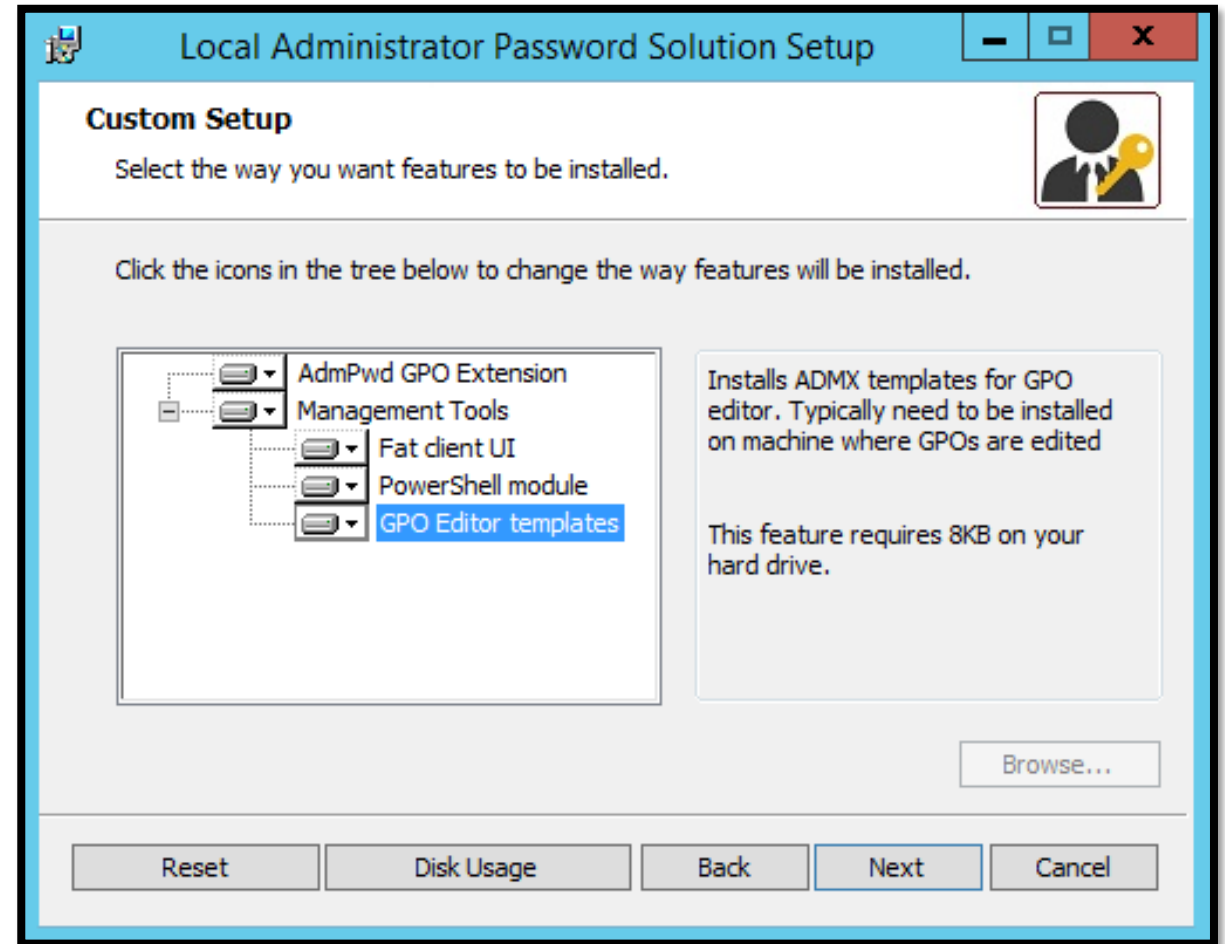 Local Administrator Password Solution Setup
Custom Setup
Select the way you want features to be installed.
Click the icons in the tree below to change the way features will be installed.
AdmPwd GPO Extension
Management Tools
Fat client UI
PowerShell module
GPO Editor templates
Installs ADMX templates for GPO
editor. Typically need to be installed
on machine where GPOs are edited
This feature requires 8KB on your
hard drive.
Browse...
Reset
Disk Usage
Back
Next
Cancel